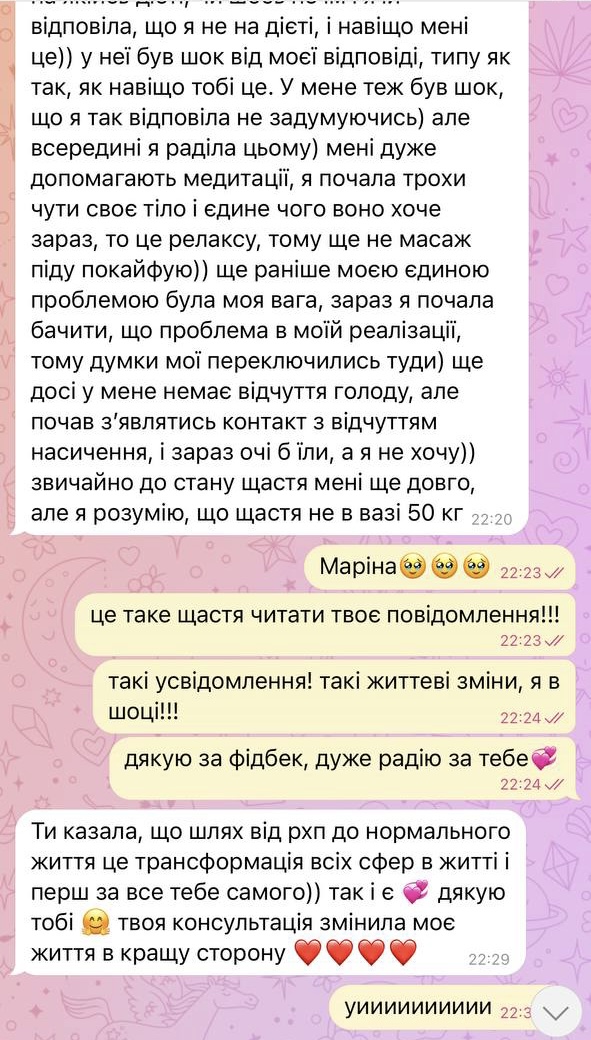 відповіла, що я не на дієті, і навіщо мені
це)) у неї був шок від моєї відповіді, типу як
так, як навіщо тобі це. У мене теж був шок,
що я так відповіла не задумуючись) але
всередині я раділа цьому) мені дуже
допомагають медитації, я почала трохи
чути своє тіло і єдине чого воно хоче
зараз, то це релаксу, тому ще не масаж
піду покайфую)) ще раніше моєю єдиною
проблемою була моя вага, зараз я почала
бачити, що проблема в моїй реалізації,
тому думки мої переключились туди) ще
досі у мене немає відчуття голоду, але
почав з’являтись контакт з відчуттям
насичення, і зараз очі б їли, а я не хочу))
звичайно до стану щастя мені ще довго,
але я розумію, що щастя не в вазі 50 кг 22:20
Маріна🥹🥹🥹 22:23
це таке щастя читати твоє повідомлення!!!
22:23
такі усвідомлення! такі життеві зміни, я в
шоці!!! 22:24
дякую за фідбек, дуже радію за тебе💞
22:24
Ти казала, що шлях від рхп до нормального
життя це трансформація всіх сфер в житті і
перш за все тебе самого)) так і є 💞 дякую
тобі 🤗 твоя консультація змінила моє
життя в кращу сторону ❤️❤️❤️❤️ 22:29
уиииииииии